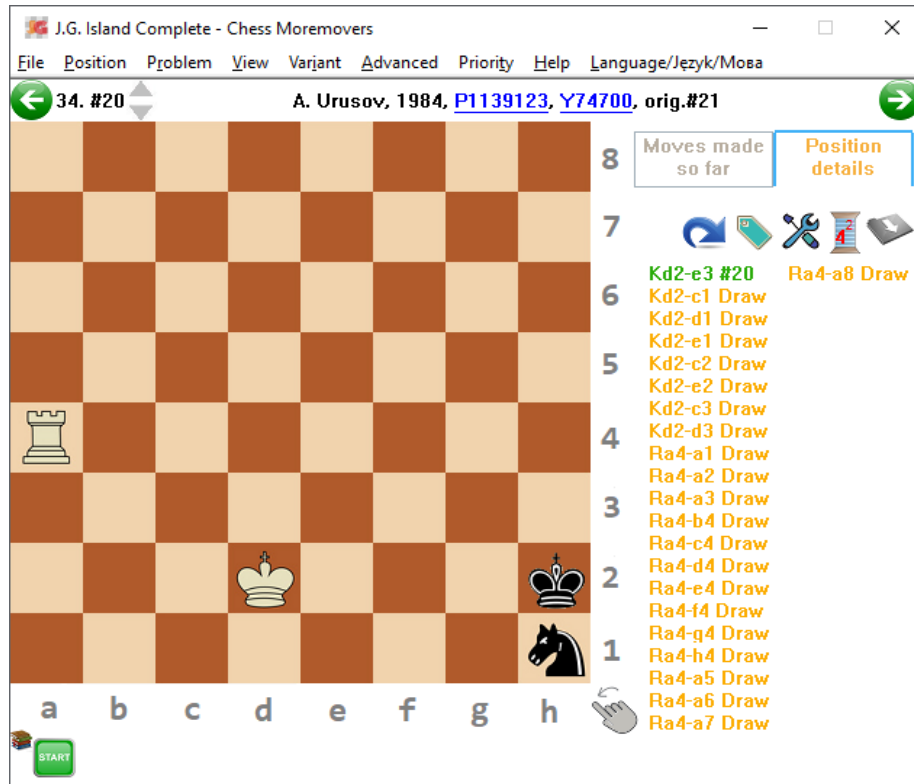 J.G. Island Complete - Chess Moremovers
File Position Problem View Variant Advanced Priority Help Language/Język/Мова
34. #20 A. Urusov, 1984, P1139123, Y74700, orig.#21
8
7
6
5
4
3
2
1
a b c d e f g h
Moves made so far
Position details
4 2
Kd2-e3 #20 Ra4-a8 Draw
Kd2-c1 Draw
Kd2-d1 Draw
Kd2-e1 Draw
Kd2-c2 Draw
Kd2-e2 Draw
Kd2-c3 Draw
Kd2-d3 Draw
Ra4-a1 Draw
Ra4-a2 Draw
Ra4-a3 Draw
Ra4-b4 Draw
Ra4-c4 Draw
Ra4-d4 Draw
Ra4-e4 Draw
Ra4-f4 Draw
Ra4-g4 Draw
Ra4-h4 Draw
Ra4-a5 Draw
Ra4-a6 Draw
Ra4-a7 Draw
START